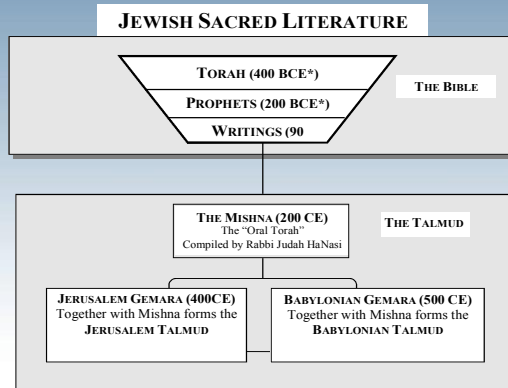 JEWISH SACRED LITERATURE
TORAH (400 BCE*)
THE BIBLE
PROPHETS (200 BCE*)
WRITINGS (90
THE MISHNA (200 CE)
The “Oral Torah”
Compiled by Rabbi Judah HaNasi
THE TALMUD
JERUSALEM GEMARA (400CE)
Together with Mishna forms the
JERUSALEM TALMUD
BABYLONIAN GEMARA (500 CE)
Together with Mishna forms the
BABYLONIAN TALMUD